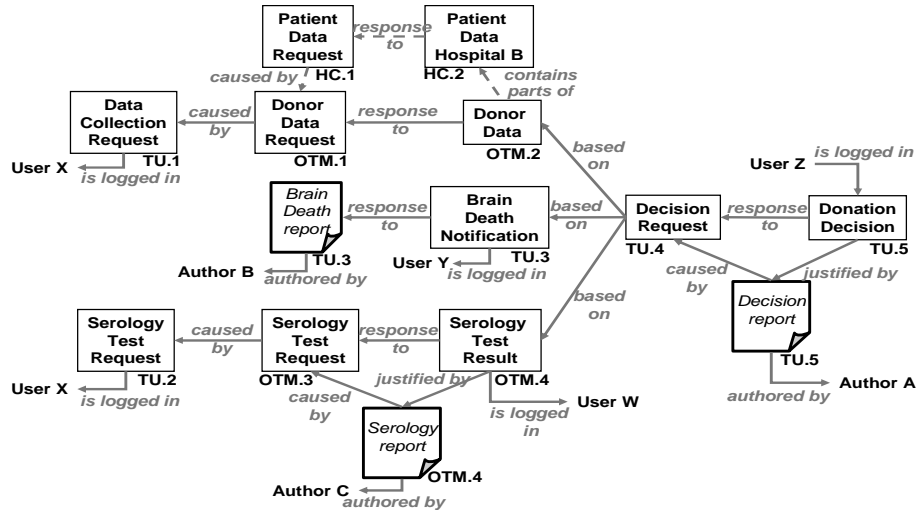 Patient
Data
Request
HC.1
response
to
Patient
Data
Hospital B
HC.2
caused by
contains
parts of
Data
Collection
Request
TU.1
caused
by
Donor
Data
Request
OTM.1
response
to
Donor
Data
OTM.2
User X
is logged in
based
on
User Z
is logged in
Brain
Death
report
TU.3
response
to
Brain
Death
Notification
TU.3
based
on
Decision
Request
TU.4
response
to
Donation
Decision
TU.5
Author B
authored by
User Y
is logged in
caused
by
justified by
based
on
Decision
report
TU.5
Serology
Test
Request
TU.2
caused
by
Serology
Test
Request
OTM.3
response
to
Serology
Test
Result
OTM.4
User X
is logged in
caused
by
justified by
is logged
in
User W
authored by
Author A
Serology
report
OTM.4
Author C
authored by